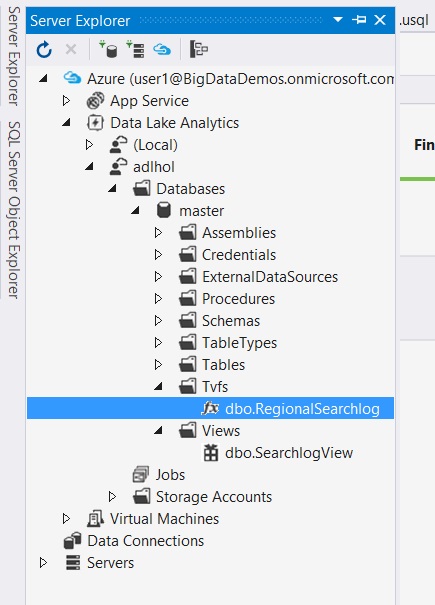 Server Explorer
SQL Server Object Explorer
Server Explorer
.usql
Azure (user1@BigDataDemos.onmicrosoft.com
App Service
Fin
Data Lake Analytics
(Local)
adlhol
Databases
master
Assemblies
Credentials
ExternalDataSources
Procedures
Schemas
TableTypes
Tables
Tvfs
fx dbo.RegionalSearchlog
Views
dbo.SearchlogView
Jobs
Storage Accounts
Virtual Machines
Data Connections
Servers